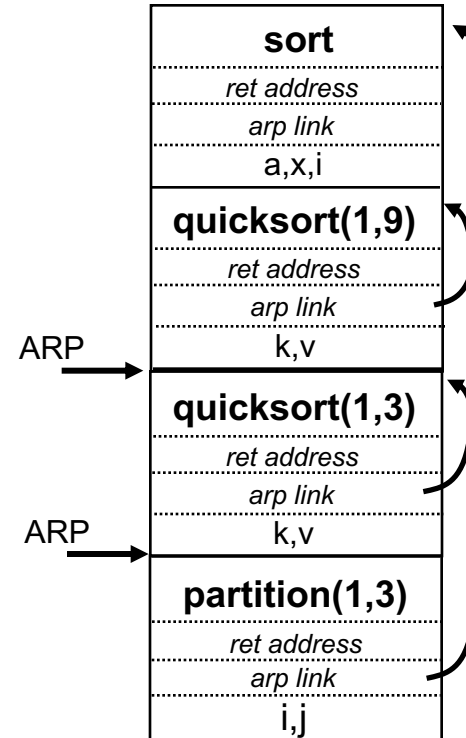 sort
ret address
arp link
a,x,i
quicksort(1,9)
ret address
arp link
k,v
ARP
quicksort(1,3)
ret address
arp link
k,v
ARP
partition(1,3)
ret address
arp link
i,j